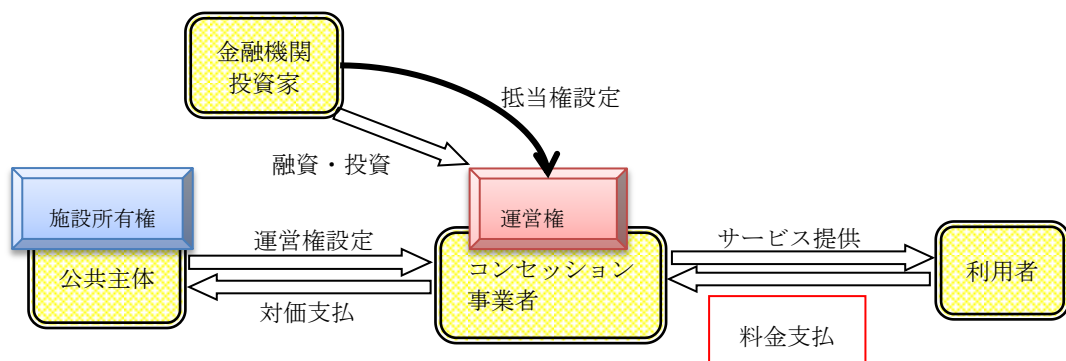 金融機関
投資家
抵当権設定
融資・投資
施設所有権
運営権
運営権設定
サービス提供
公共主体
コンセッション
事業者
利用者
対価支払
料金支払